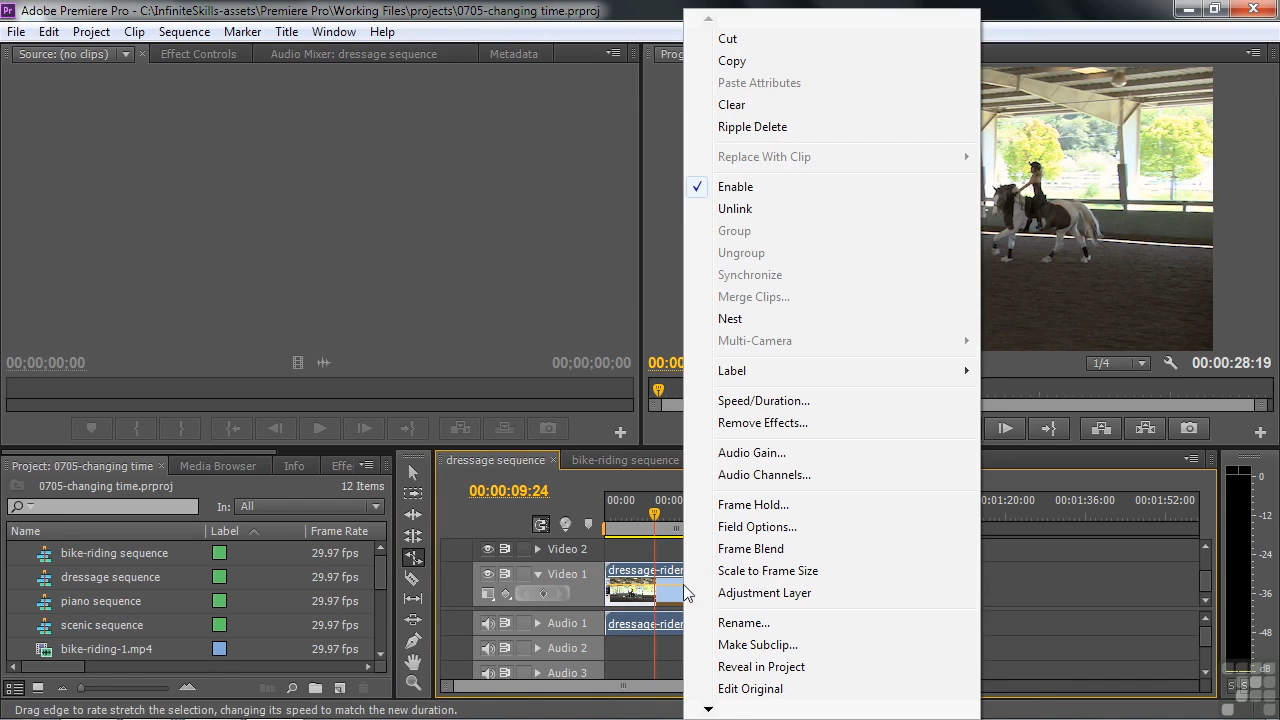 Pr Adobe Premiere Pro - C:\InfiniteSkills-assets\Premiere Pro\Working Files\projects\0705-changing time.prproj
File Edit Project Clip Sequence Marker Title Window Help
Source: (no clips) Effect Controls Audio Mixer: dressage sequence Metadata
00;00;00;00 00;00;00;00
1/4 00:00:28:19
Cut
Copy
Paste Attributes
Clear
Ripple Delete
Replace With Clip
Enable
Unlink
Group
Ungroup
Synchronize
Merge Clips...
Nest
Multi-Camera
Label
Speed/Duration...
Remove Effects...
Audio Gain...
Audio Channels...
Frame Hold...
Field Options...
Frame Blend
Scale to Frame Size
Adjustment Layer
Rename...
Make Subclip...
Reveal in Project
Edit Original
Project: 0705-changing time Media Browser Info Effe
0705-changing time.prproj 12 Items
In: All
Name Label Frame Rate
bike-riding sequence 29.97 fps
dressage sequence 29.97 fps
piano sequence 29.97 fps
scenic sequence 29.97 fps
bike-riding-1.mp4 29.97 fps
dressage sequence bike-riding sequence
00:00:09:24
00:00 00:01:20:00 00:01:36:00 00:01:52:00
Video 2
Video 1 dressage-rider
Audio 1 dressage-rider
Audio 2
Audio 3
0
-12
-24
-36
-48
dB
S S
Drag edge to rate stretch the selection, changing its speed to match the new duration.